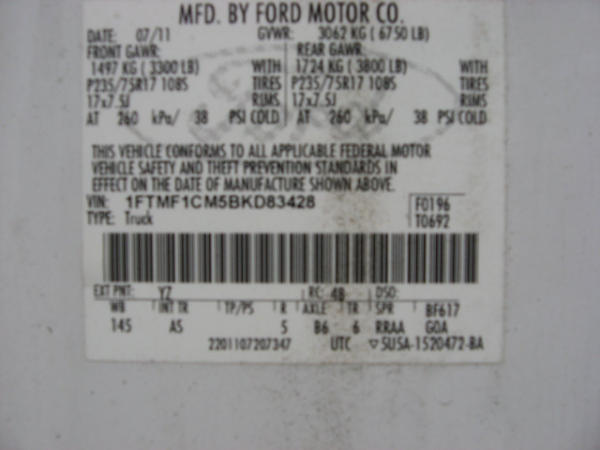 MFD. BY FORD MOTOR CO.
DATE: 07/11 GVWR: 3062 KG ( 6750 LB)
FRONT GAWR: REAR GAWR:
1497 KG ( 3300 LB) WITH 1724 KG ( 3800 LB) WITH
P235/75R17 108S TIRES P235/75R17 108S TIRES
17x7.5J RIMS 17x7.5J RIMS
AT 260 kPa/ 38 PSI COLD AT 260 kPa/ 38 PSI COLD
THIS VEHICLE CONFORMS TO ALL APPLICABLE FEDERAL MOTOR
VEHICLE SAFETY AND THEFT PREVENTION STANDARDS IN
EFFECT ON THE DATE OF MANUFACTURE SHOWN ABOVE.
VIN: 1FTMF1CM5BKD83428 F0196
TYPE: Truck T0692
EXT PNT: YZ RC: 48 DSO:
WB INT TR TP/PS R AXLE TR SPR BF617
145 AS 5 B6 6 RRAA GOA
2201107207347 UTC ▽ 5U5A-1520472-BA